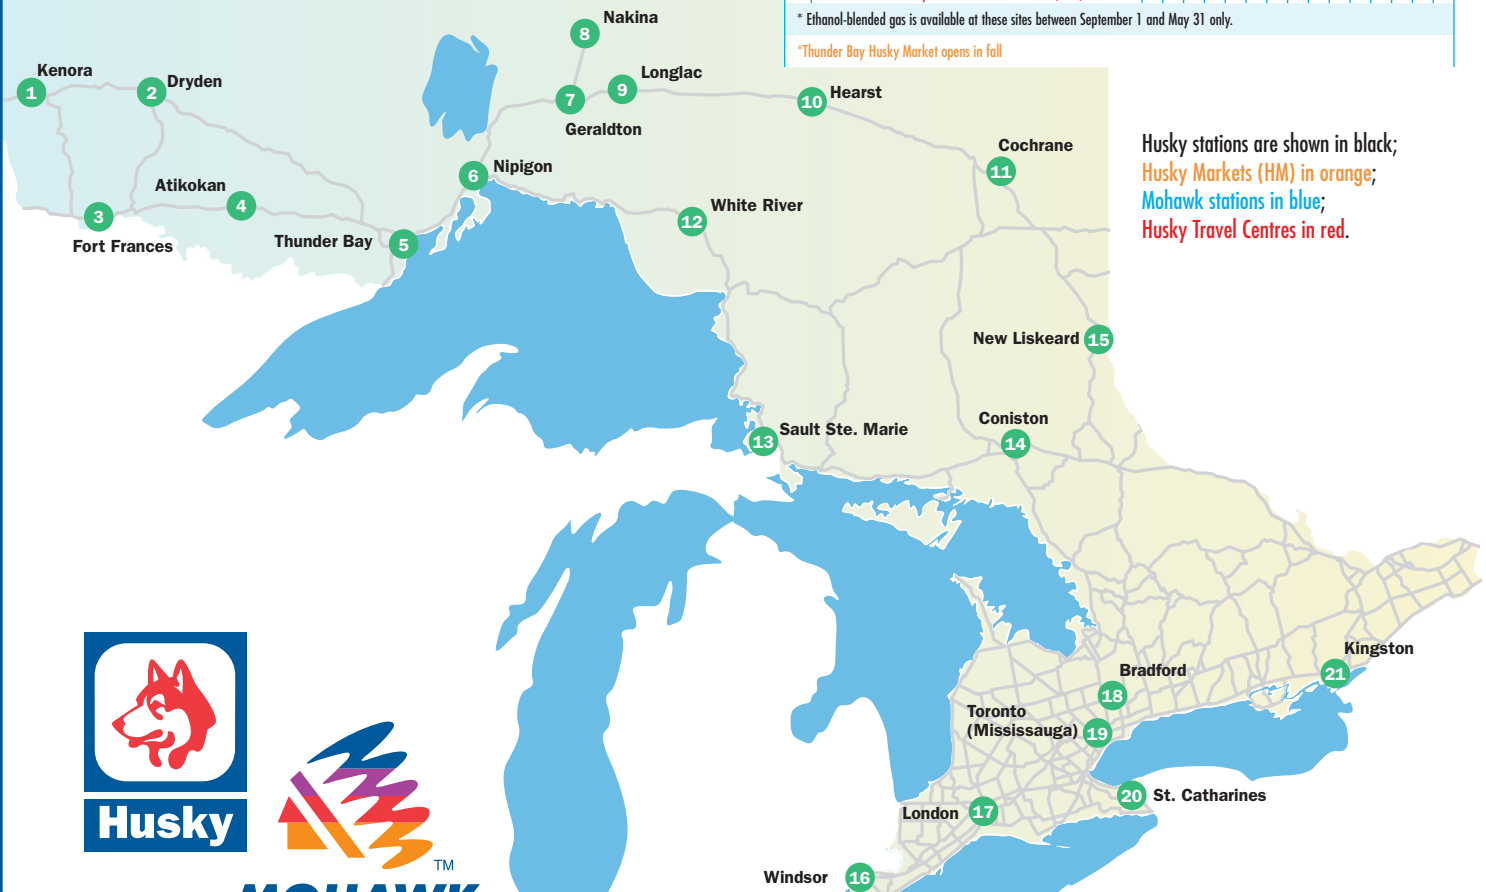 * Ethanol-blended gas is available at these sites between September 1 and May 31 only.
*Thunder Bay Husky Market opens in fall
Husky stations are shown in black;
Husky Markets (HM) in orange;
Mohawk stations in blue;
Husky Travel Centres in red.
Kenora
1
2
Dryden
3
Fort Frances
Atikokan
4
Thunder Bay
5
6
Nipigon
7
Geraldton
8
Nakina
9
Longlac
10
Hearst
Cochrane
11
12
White River
13
Sault Ste. Marie
Coniston
14
New Liskeard
15
Windsor
16
London
17
Bradford
18
Toronto
(Mississauga)
19
20
St. Catharines
Kingston
21
Husky
TM
MOHAWK